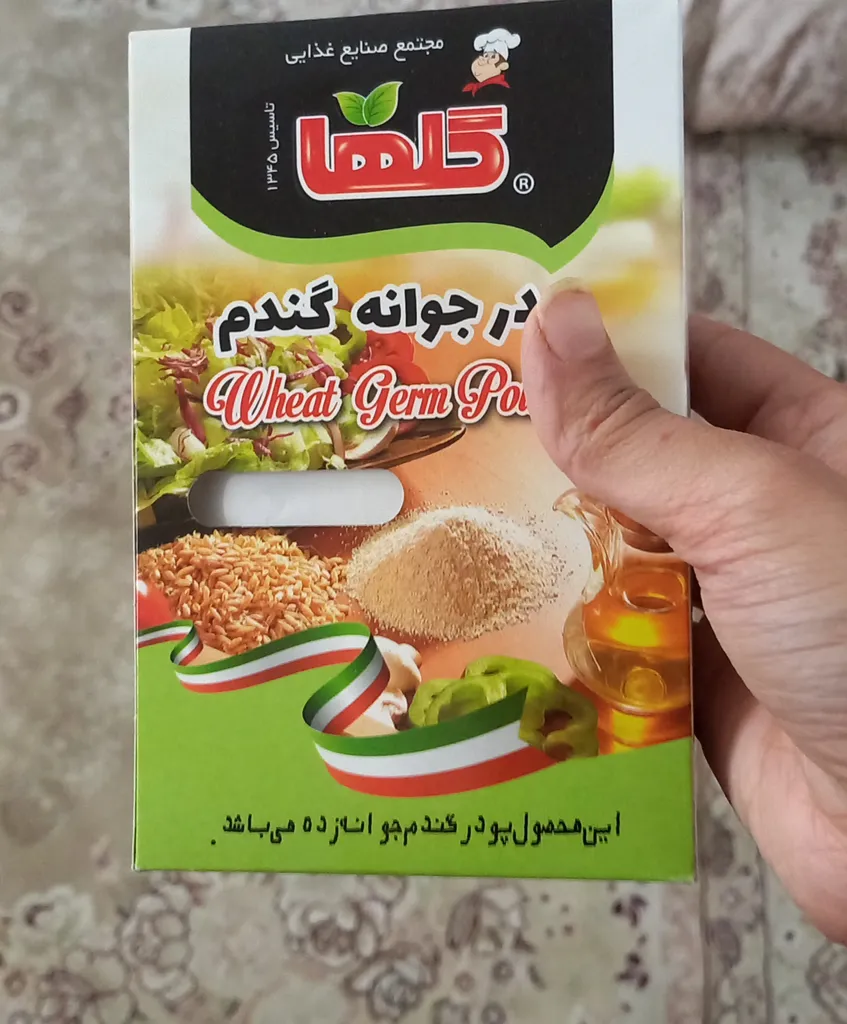 مجتمع صنایع غذایی
تاسیس ۱۳۴۵
گلها
®
جوانه گندم
Wheat Germ
این محصول پودر گندم جوانه زده می باشد.